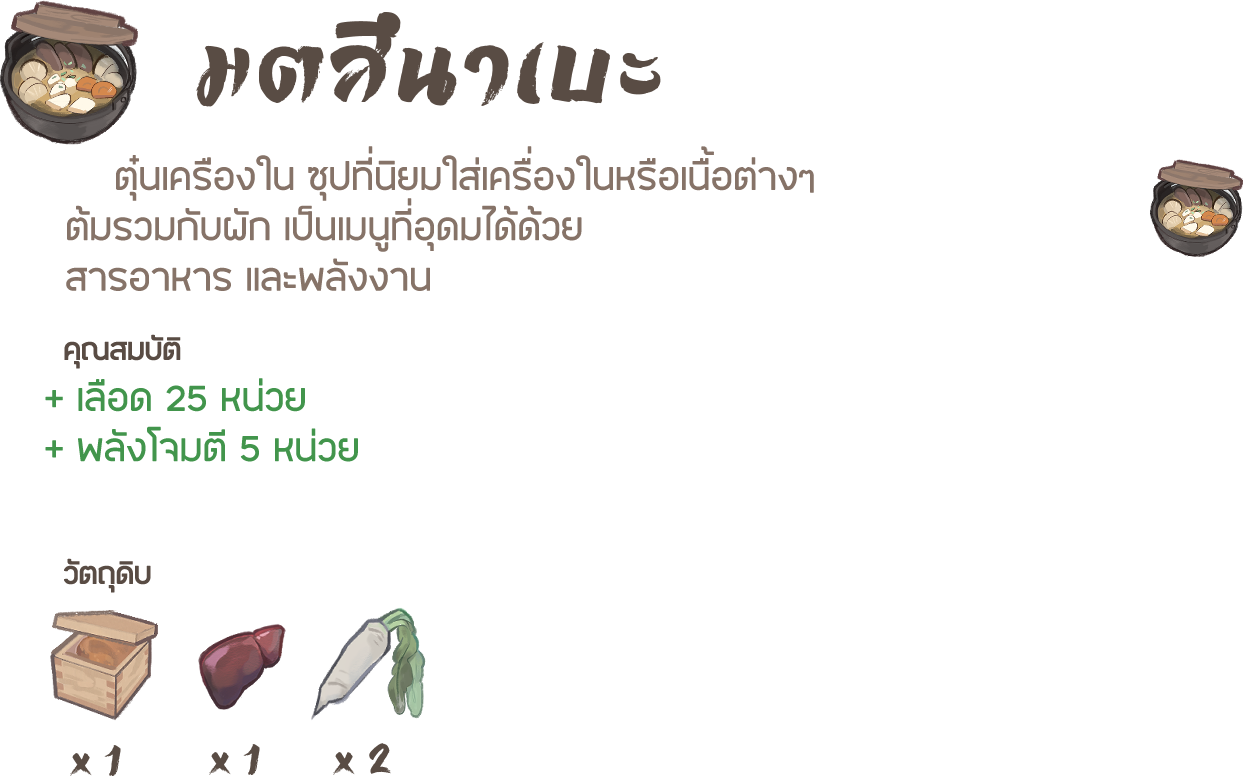 มตสึนาเบะ
ตุ๋นเครืองใน ซุปที่นิยมใส่เครื่องในหรือเนื้อต่างๆ
ต้มรวมกับผัก เป็นเมนูที่อุดมได้ด้วย
สารอาหาร และพลังงาน
คุณสมบัติ
+ เลือด 25 หน่วย
+ พลังโจมตี 5 หน่วย
วัตถุดิบ
x 1 x 1 x 2